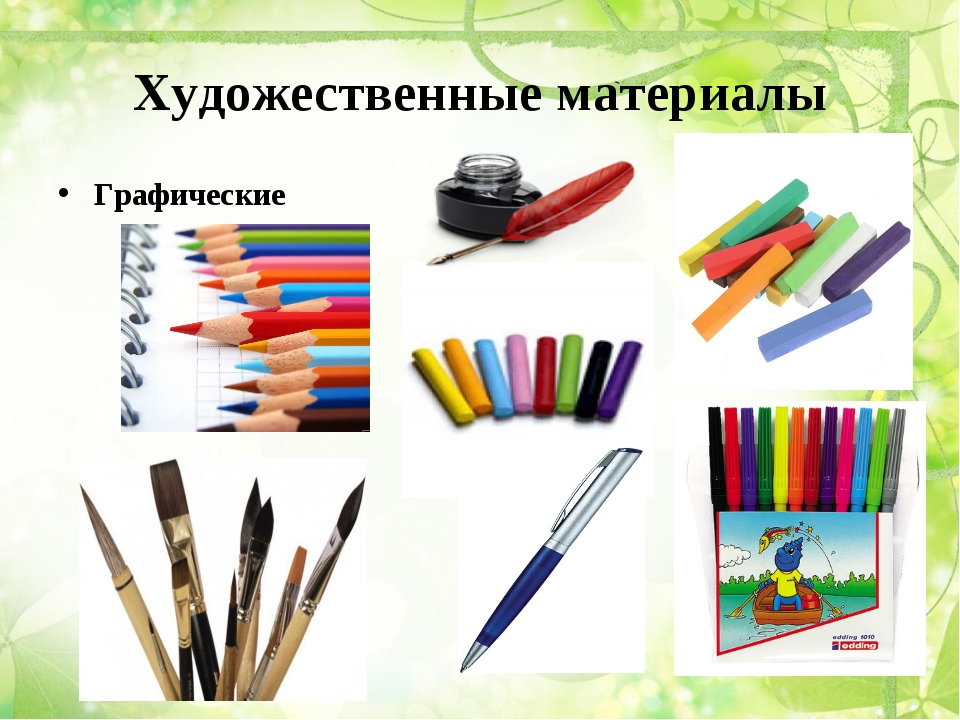 Художественные материалы
• Графические
edding 1010
edding